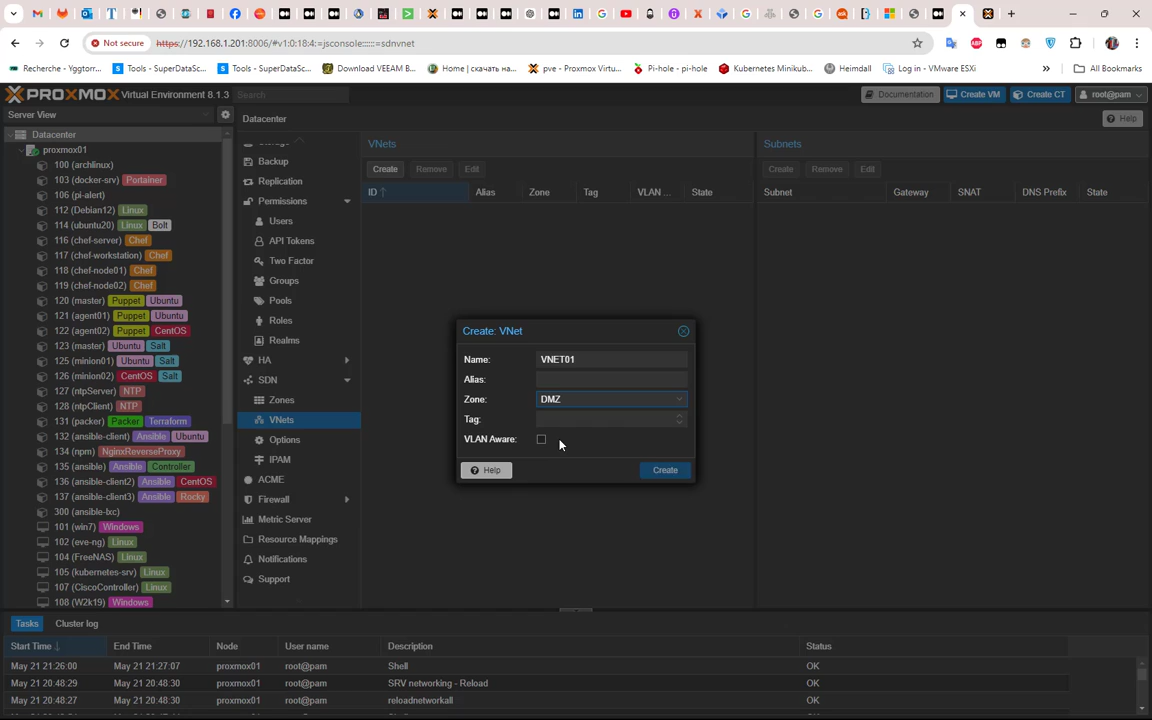 Not secure
https://192.168.1.201:8006/#v1:0:18:4:=jsconsole::::::=sdnvnet
Recherche - Yggtorr...
Tools - SuperDataSc...
Tools - SuperDataSc...
Download VEEAM B...
Home | скачать на...
pve - Proxmox Virtu...
Pi-hole - pi-hole
Kubernetes Minikub...
Heimdall
Log in - VMware ESXi
All Bookmarks
PROXMOX Virtual Environment 8.1.3
Search
Documentation
Create VM
Create CT
root@pam
Server View
Datacenter
Help
Datacenter
proxmox01
100 (archlinux)
103 (docker-srv) Portainer
106 (pi-alert)
112 (Debian12) Linux
114 (ubuntu20) Linux Bolt
116 (chef-server) Chef
117 (chef-workstation) Chef
118 (chef-node01) Chef
119 (chef-node02) Chef
120 (master) Puppet Ubuntu
121 (agent01) Puppet Ubuntu
122 (agent02) Puppet CentOS
123 (master) Ubuntu Salt
125 (minion01) Ubuntu Salt
126 (minion02) CentOS Salt
127 (ntpServer) NTP
128 (ntpClient) NTP
131 (packer) Packer Terraform
132 (ansible-client) Ansible Ubuntu
134 (npm) NginxReverseProxy
135 (ansible) Ansible Controller
136 (ansible-client2) Ansible CentOS
137 (ansible-client3) Ansible Rocky
300 (ansible-lxc)
101 (win7) Windows
102 (eve-ng) Linux
104 (FreeNAS) Linux
105 (kubernetes-srv) Linux
107 (CiscoController) Linux
108 (W2k19) Windows
Storage
Backup
Replication
Permissions
Users
API Tokens
Two Factor
Groups
Pools
Roles
Realms
HA
SDN
Zones
VNets
Options
IPAM
ACME
Firewall
Metric Server
Resource Mappings
Notifications
Support
VNets
Create
Remove
Edit
ID
Alias
Zone
Tag
VLAN ...
State
Subnets
Create
Remove
Edit
Subnet
Gateway
SNAT
DNS Prefix
State
Create: VNet
Name: VNET01
Alias:
Zone: DMZ
Tag:
VLAN Aware:
Help
Create
Tasks
Cluster log
Start Time
End Time
Node
User name
Description
Status
May 21 21:26:00 May 21 21:27:07 proxmox01 root@pam Shell OK
May 21 20:48:29 May 21 20:48:30 proxmox01 root@pam SRV networking - Reload OK
May 21 20:48:27 May 21 20:48:30 proxmox01 root@pam reloadnetworkall OK